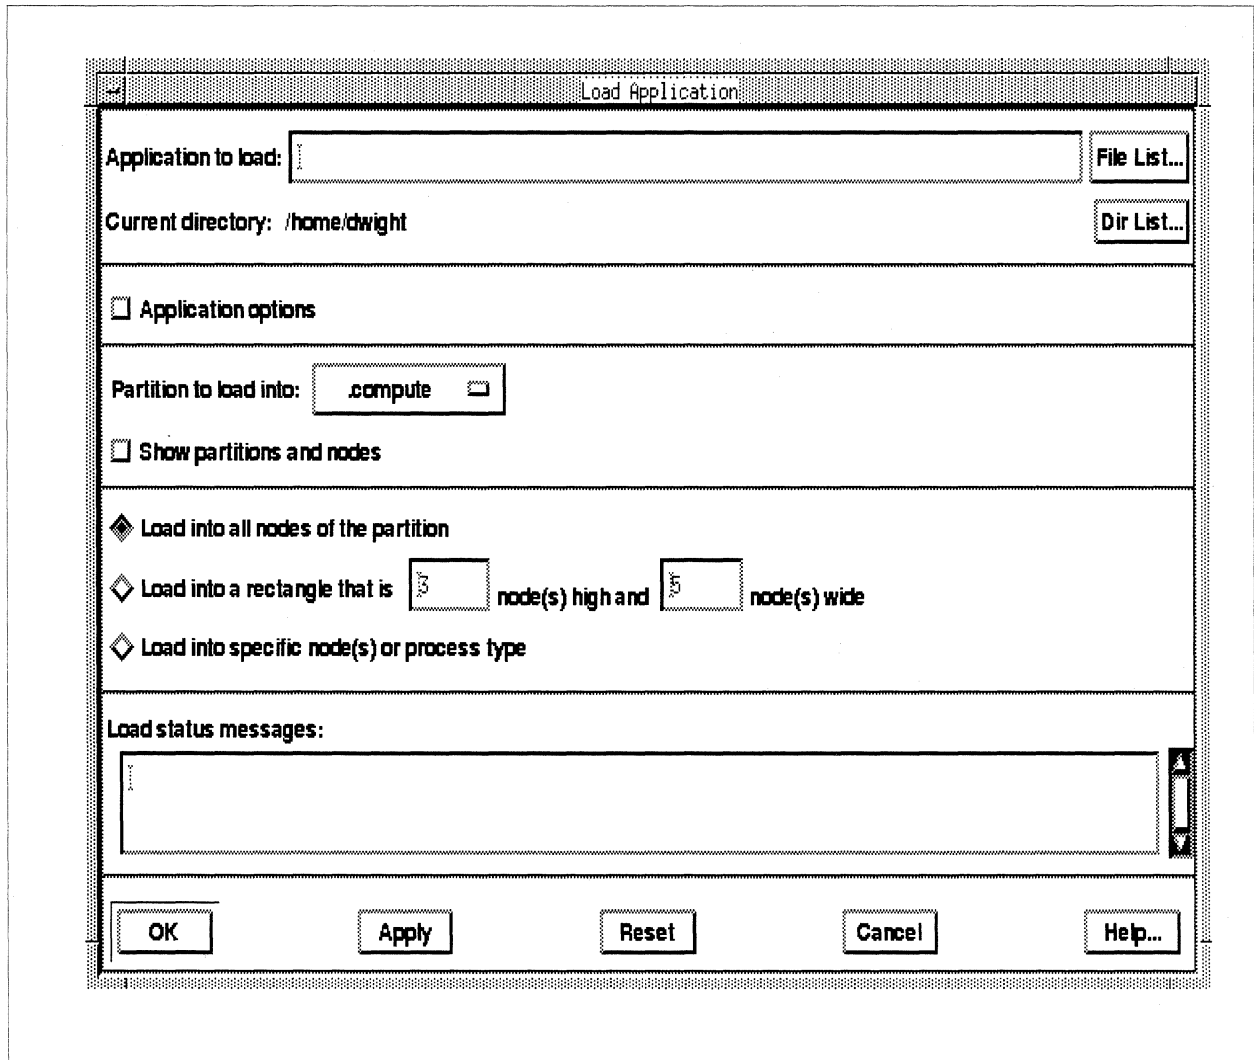 Load Application
Application to load: File List...
Current directory: /home/dwight Dir List...
Application options
Partition to load into: .compute
Show partitions and nodes
Load into all nodes of the partition
Load into a rectangle that is 3 node(s) high and 5 node(s) wide
Load into specific node(s) or process type
Load status messages:
OK Apply Reset Cancel Help...